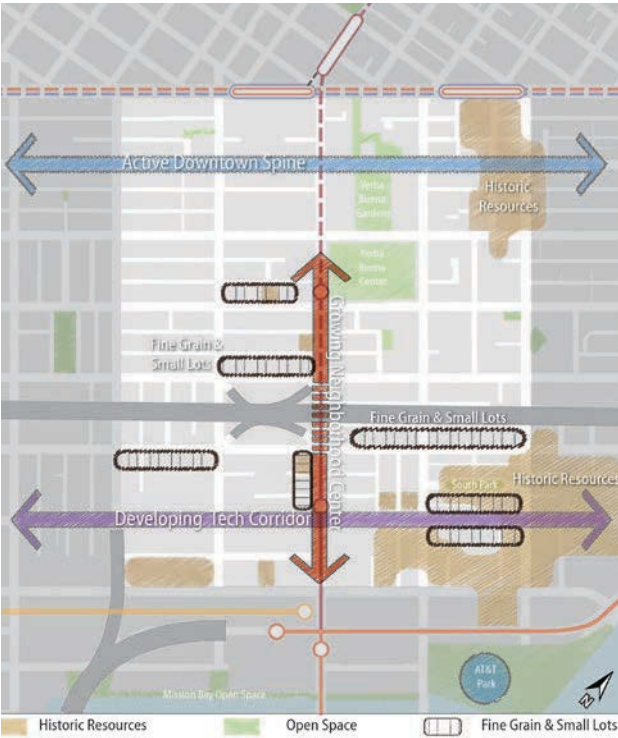 Active Downtown Spine
Yerba
Buena
Gardens
Historic
Resources
Yerba
Buena
Center
Growing Neighborhood Center
Fine Grain &
Small Lots
Fine Grain & Small Lots
South Park
Historic Resources
Developing Tech Corridor
AT&T
Park
Mission Bay Open Space
N
Historic Resources
Open Space
Fine Grain & Small Lots